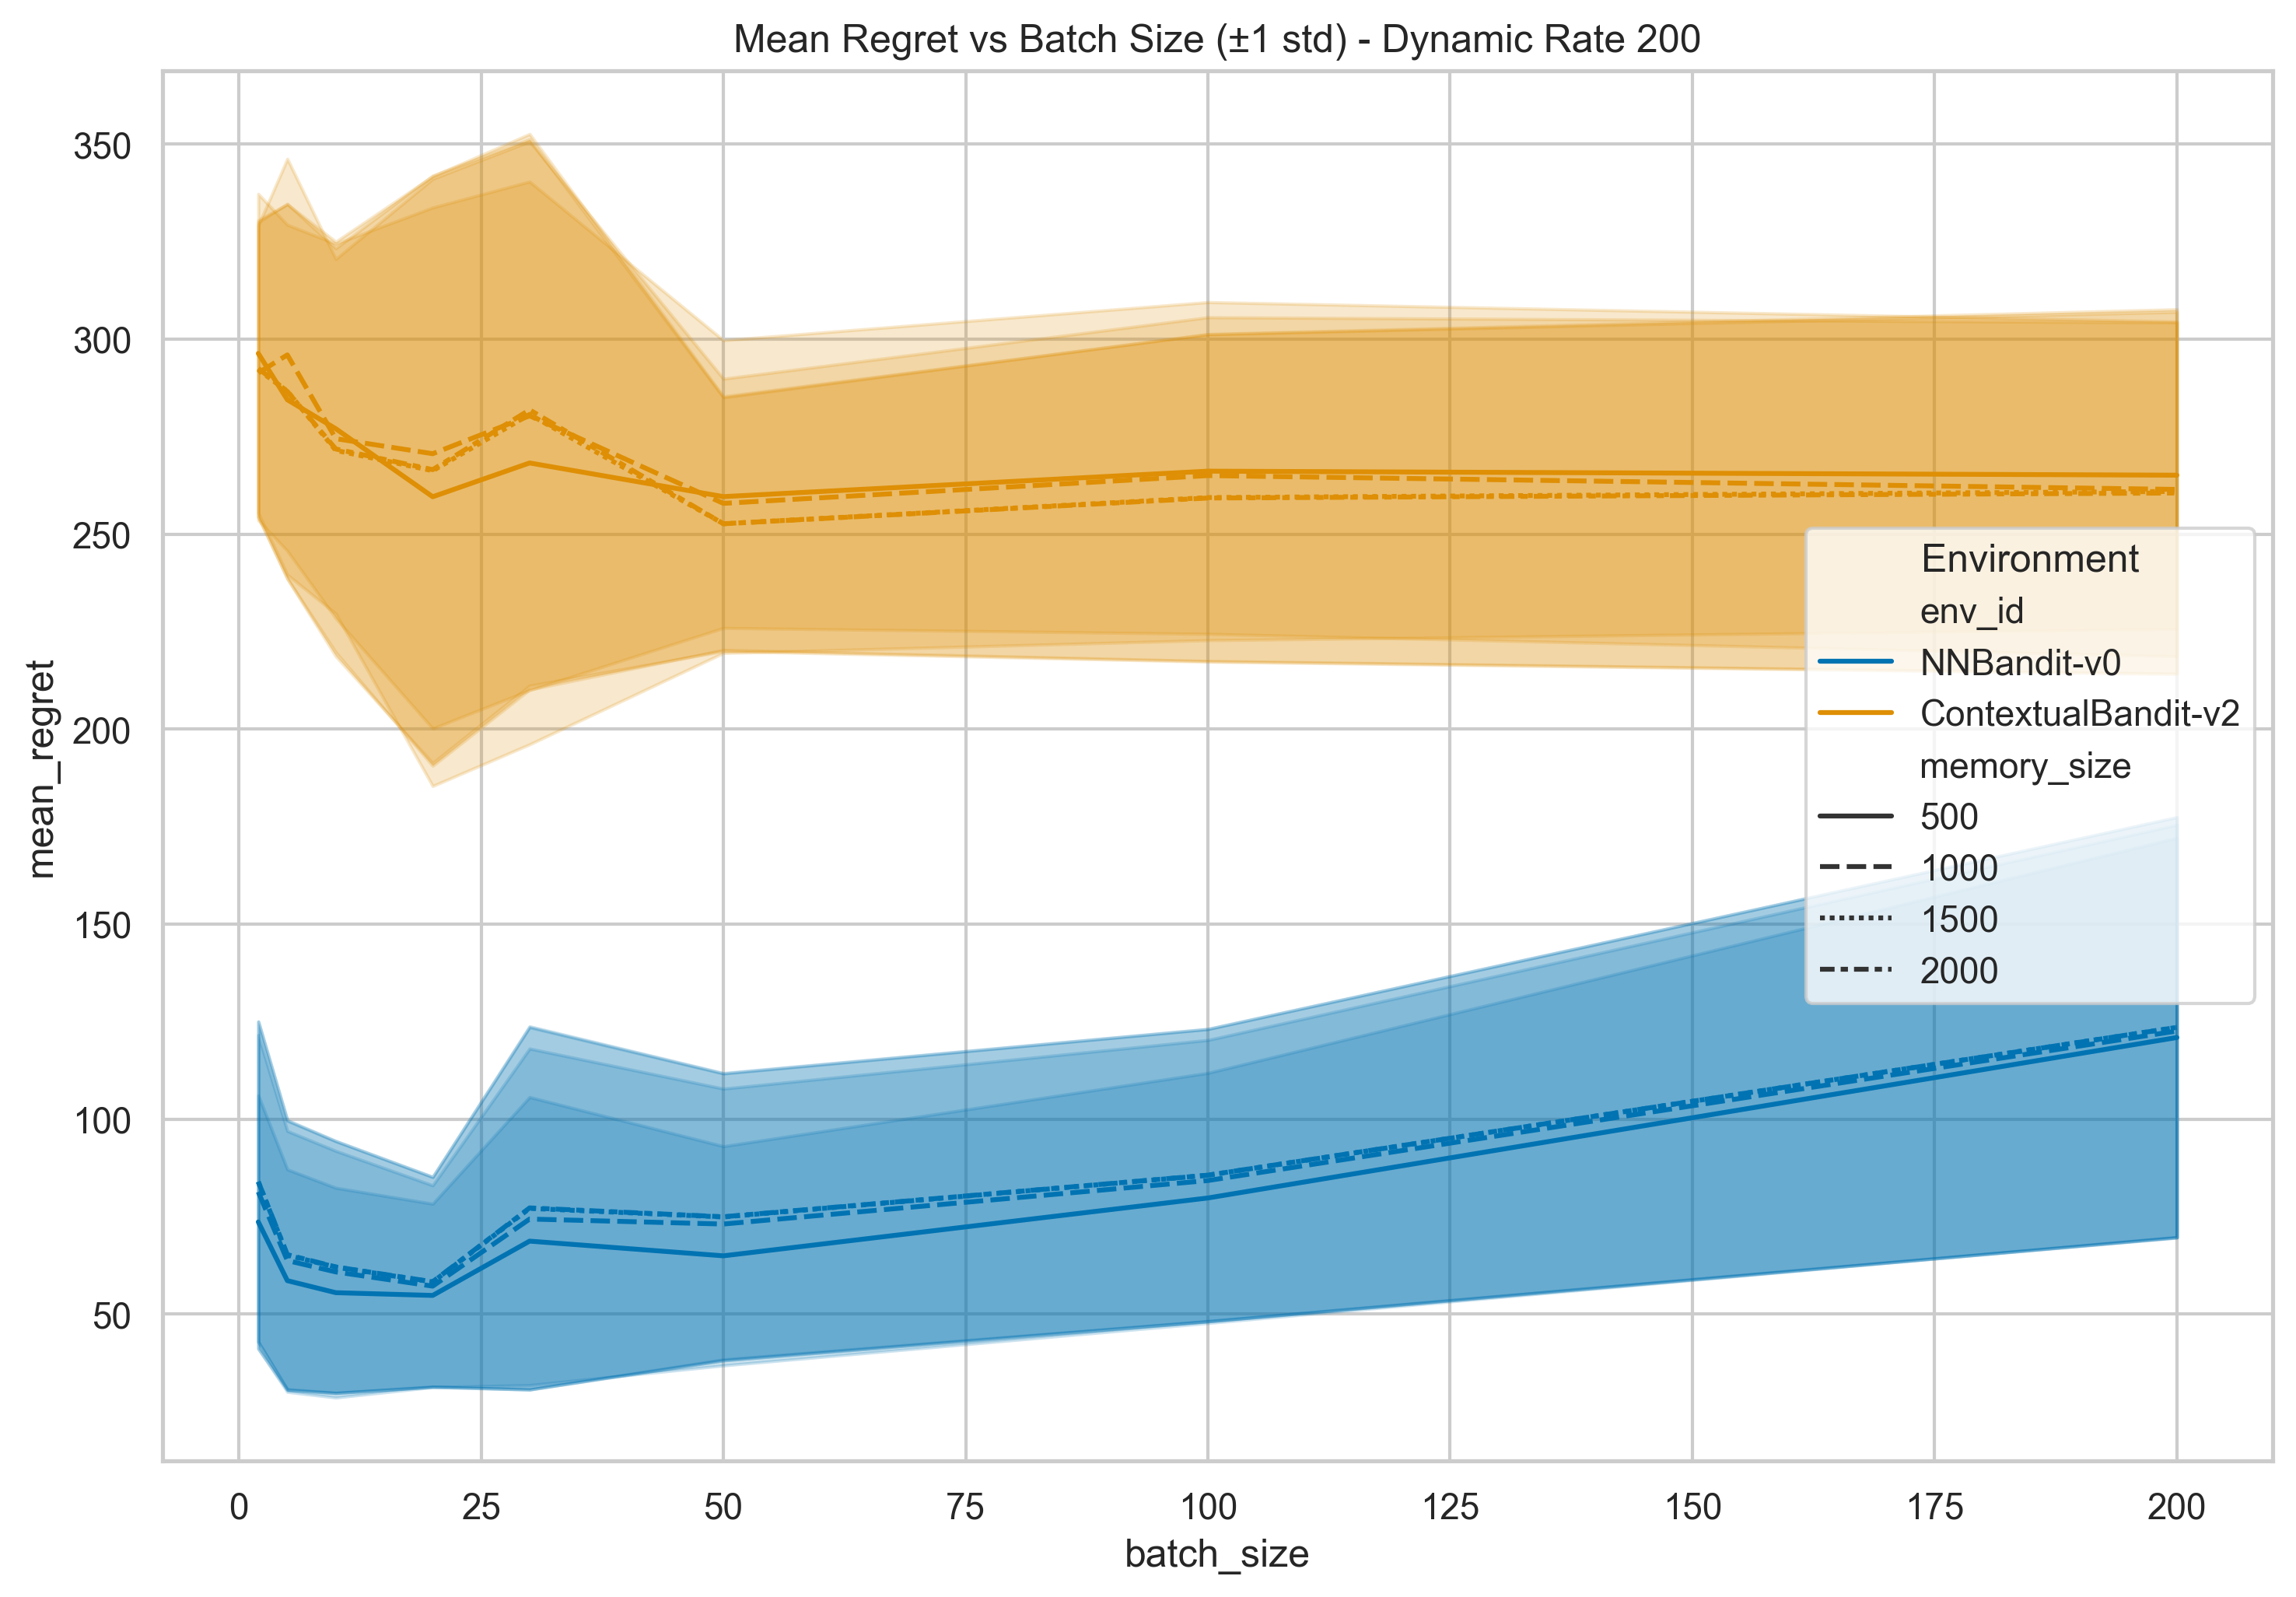 Mean Regret vs Batch Size (±1 std) - Dynamic Rate 200
mean_regret
350
300
250
200
150
100
50
Environment
env_id
NNBandit-v0
ContextualBandit-v2
memory_size
500
1000
1500
2000
0 25 50 75 100 125 150 175 200
batch_size